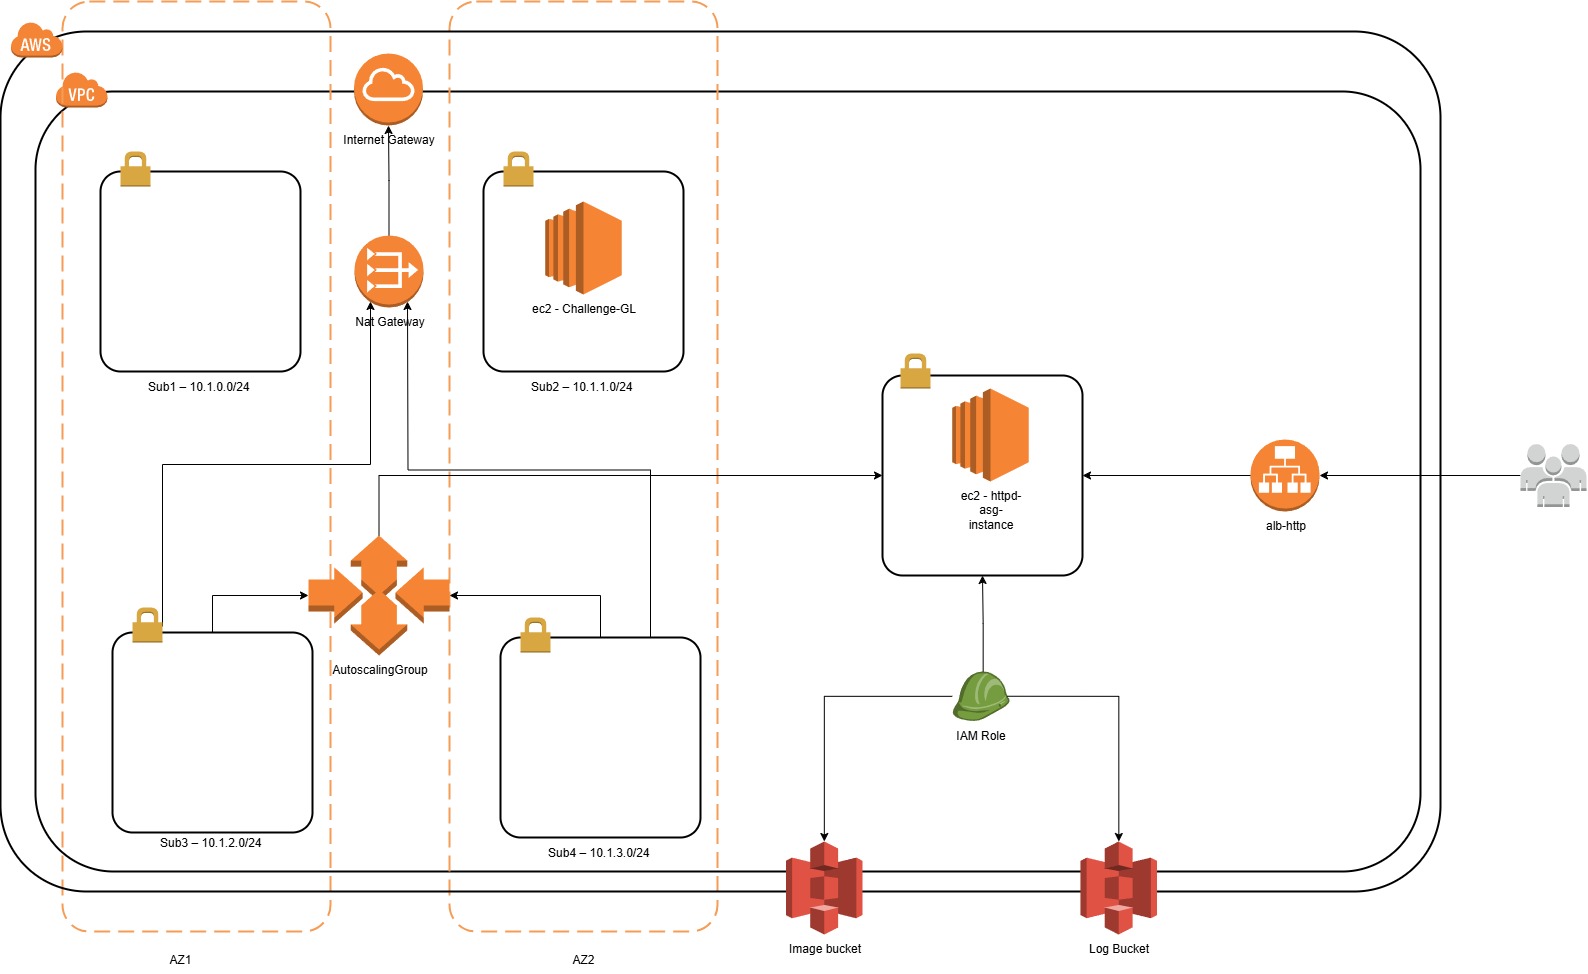 AWS
VPC
Internet Gateway
Nat Gateway
ec2 - Challenge-GL
Sub1 – 10.1.0.0/24
Sub2 – 10.1.1.0/24
ec2 - httpd-
asg-
instance
alb-http
AutoscalingGroup
IAM Role
Sub3 – 10.1.2.0/24
Sub4 – 10.1.3.0/24
Image bucket
Log Bucket
AZ1
AZ2